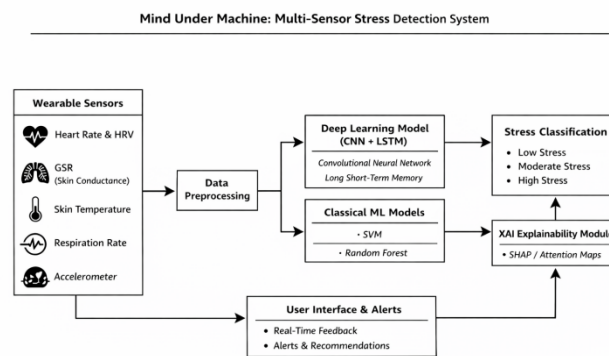 Mind Under Machine: Multi-Sensor Stress Detection System
Wearable Sensors
Heart Rate & HRV
GSR
(Skin Conductance)
Skin Temperature
Respiration Rate
Accelerometer
Data
Preprocessing
Deep Learning Model
(CNN + LSTM)
Convolutional Neural Network
Long Short-Term Memory
Classical ML Models
• SVM
• Random Forest
Stress Classification
• Low Stress
• Moderate Stress
• High Stress
XAI Explainability Module
• SHAP / Attention Maps
User Interface & Alerts
• Real-Time Feedback
• Alerts & Recommendations